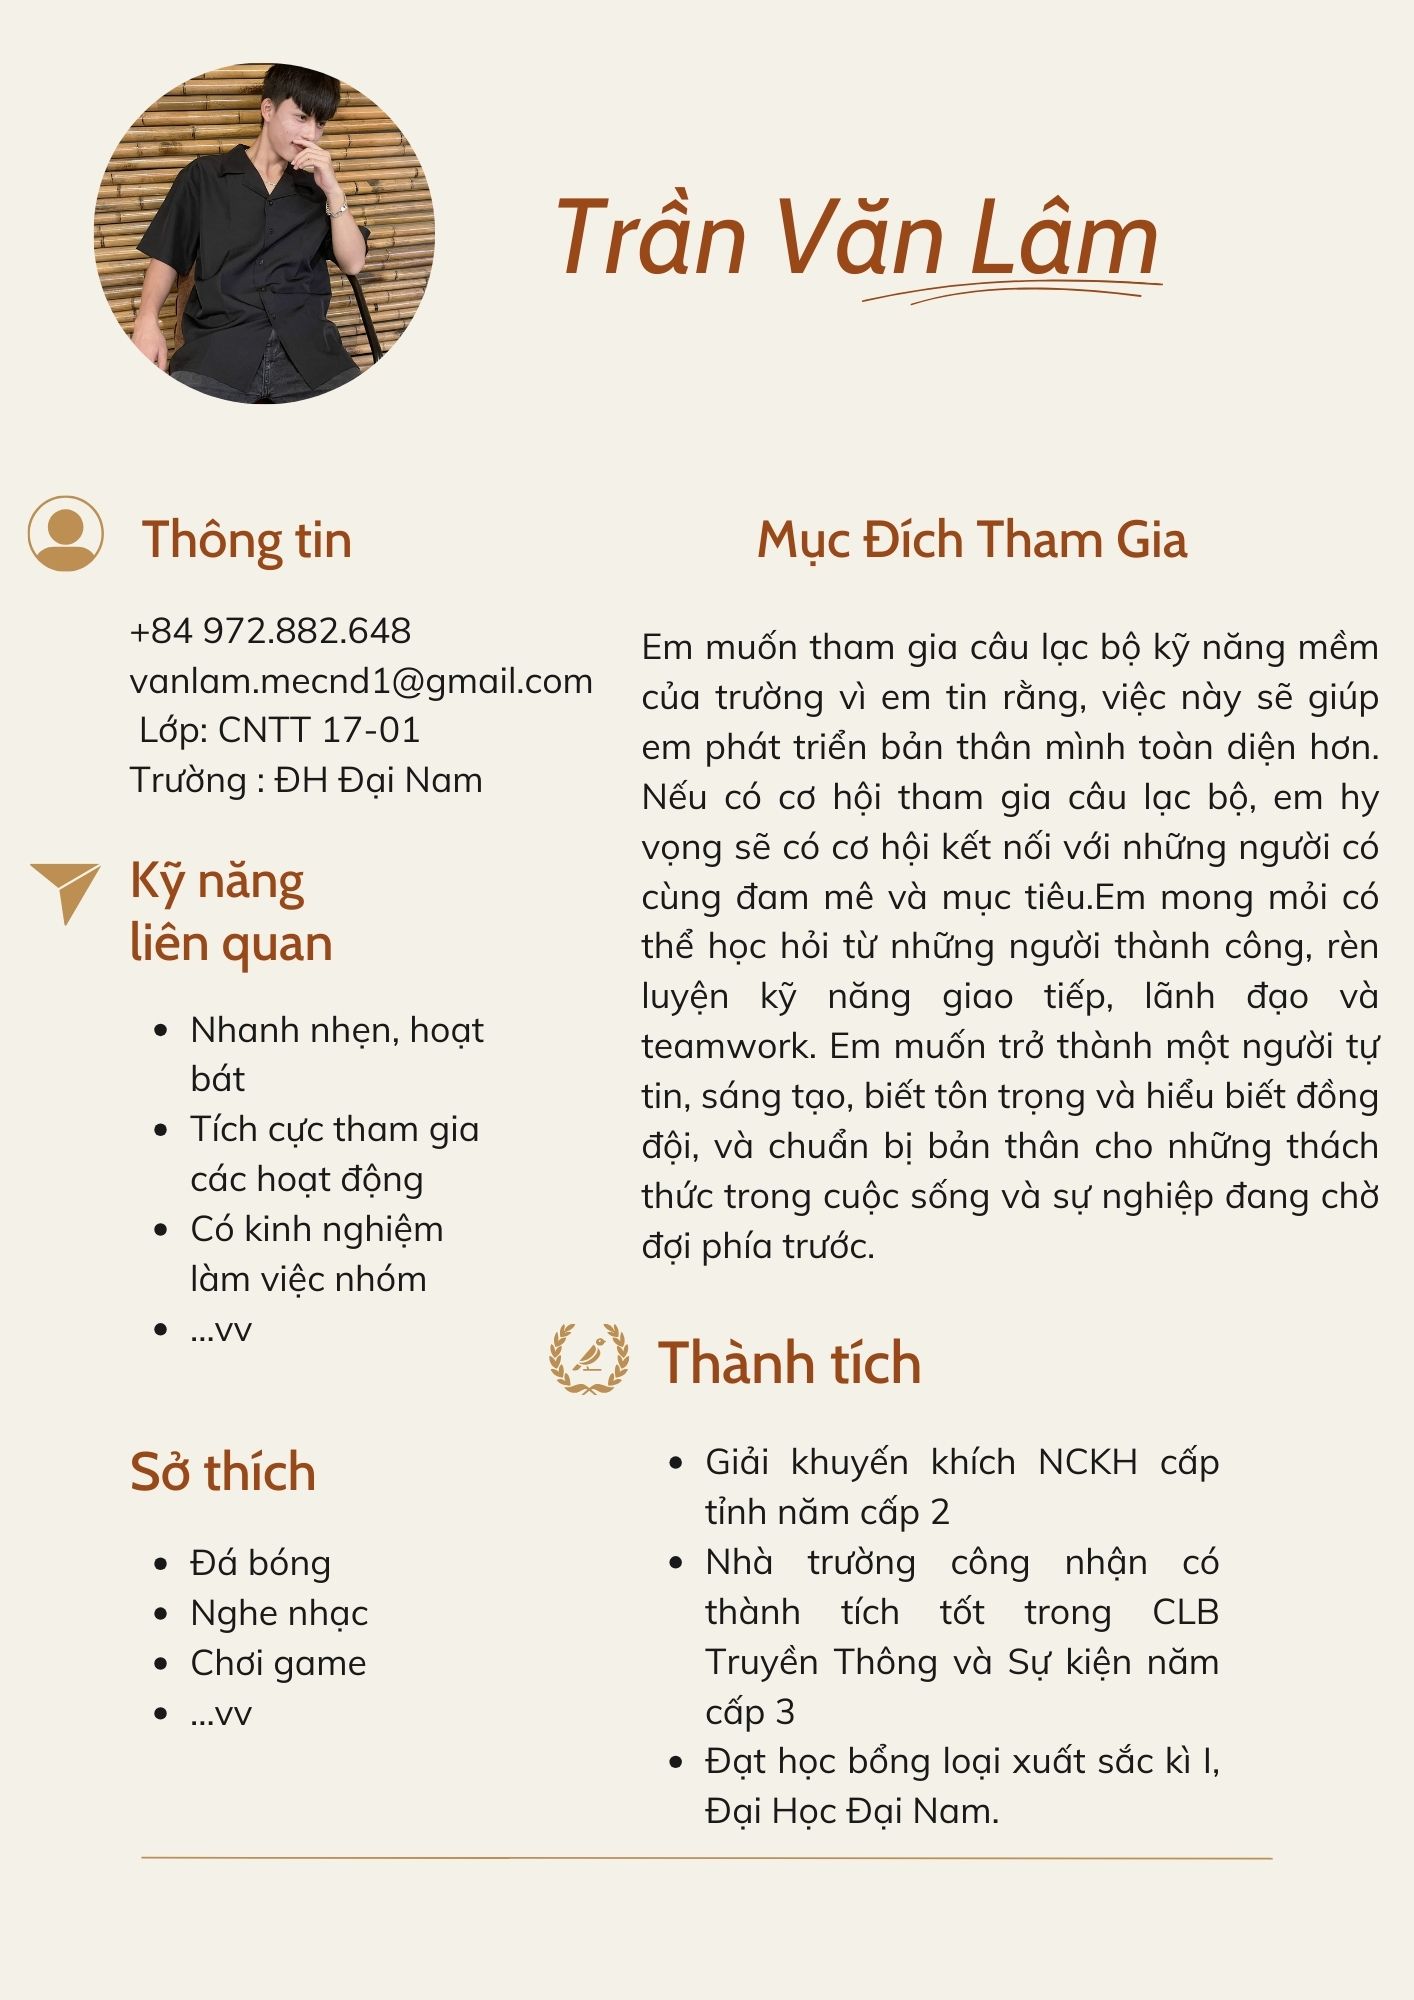 Trần Văn Lâm
Thông tin
+84 972.882.648
vanlam.mecnd1@gmail.com
Lớp: CNTT 17-01
Trường : ĐH Đại Nam
Kỹ năng
liên quan
• Nhanh nhẹn, hoạt
bát
• Tích cực tham gia
các hoạt động
• Có kinh nghiệm
làm việc nhóm
• ...vv
Sở thích
• Đá bóng
• Nghe nhạc
• Chơi game
• ...vv
Mục Đích Tham Gia
Em muốn tham gia câu lạc bộ kỹ năng mềm
của trường vì em tin rằng, việc này sẽ giúp
em phát triển bản thân mình toàn diện hơn.
Nếu có cơ hội tham gia câu lạc bộ, em hy
vọng sẽ có cơ hội kết nối với những người có
cùng đam mê và mục tiêu.Em mong mỏi có
thể học hỏi từ những người thành công, rèn
luyện kỹ năng giao tiếp, lãnh đạo và
teamwork. Em muốn trở thành một người tự
tin, sáng tạo, biết tôn trọng và hiểu biết đồng
đội, và chuẩn bị bản thân cho những thách
thức trong cuộc sống và sự nghiệp đang chờ
đợi phía trước.
Thành tích
• Giải khuyến khích NCKH cấp
tỉnh năm cấp 2
• Nhà trường công nhận có
thành tích tốt trong CLB
Truyền Thông và Sự kiện năm
cấp 3
• Đạt học bổng loại xuất sắc kì I,
Đại Học Đại Nam.